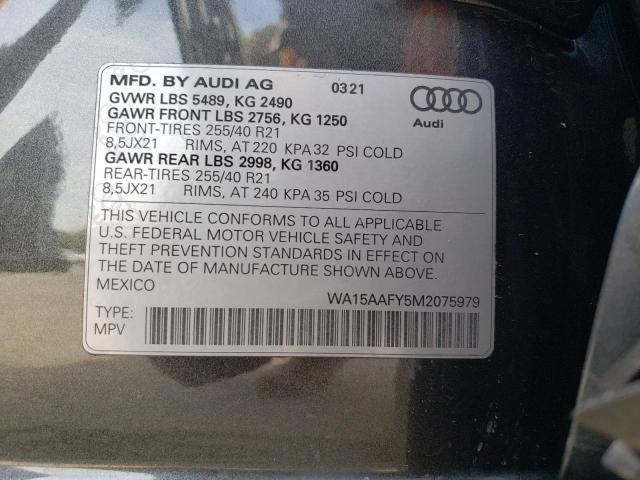 MFD. BY AUDI AG 0321
GVWR LBS 5489, KG 2490
GAWR FRONT LBS 2756, KG 1250
FRONT-TIRES 255/40 R21
8,5JX21 RIMS, AT 220 KPA 32 PSI COLD
GAWR REAR LBS 2998, KG 1360
REAR-TIRES 255/40 R21
8,5JX21 RIMS, AT 240 KPA 35 PSI COLD
Audi
THIS VEHICLE CONFORMS TO ALL APPLICABLE
U.S. FEDERAL MOTOR VEHICLE SAFETY AND
THEFT PREVENTION STANDARDS IN EFFECT ON
THE DATE OF MANUFACTURE SHOWN ABOVE.
MEXICO WA15AAFY5M2075979
TYPE:
MPV